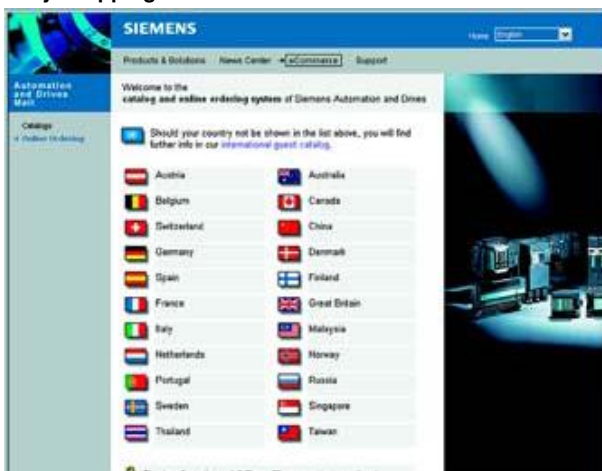 SIEMENS
Home English
Products & Solutions News Center eCommerce Support
Automation
and Drives
Mall
Welcome to the
catalog and online ordering system of Siemens Automation and Drives
Catalogs
Online Ordering
Should your country not be shown in the list above, you will find
further info in our international guest catalog.
Austria Australia
Belgium Canada
Switzerland China
Germany Denmark
Spain Finland
France Great Britain
Italy Malaysia
Netherlands Norway
Portugal Russia
Sweden Singapore
Thailand Taiwan